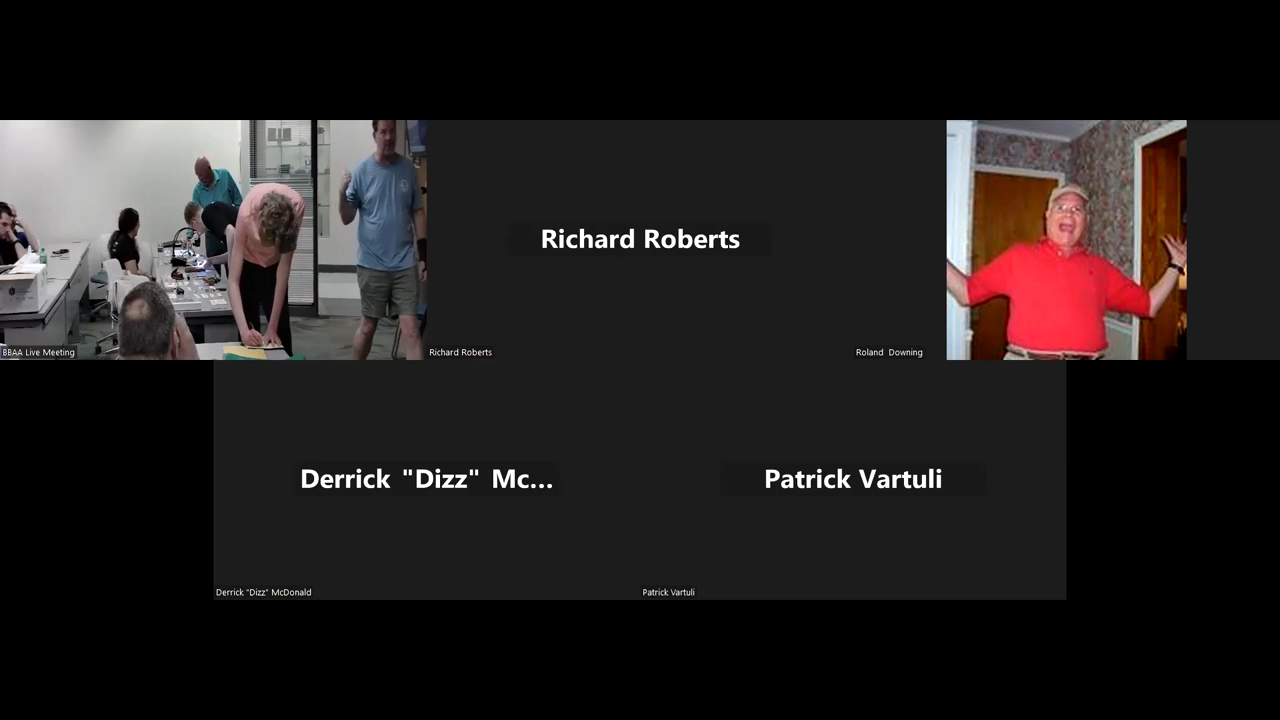 Richard Roberts
BBAA Live Meeting
Richard Roberts
Roland Downing
Derrick "Dizz" Mc...
Patrick Vartuli
Derrick "Dizz" McDonald
Patrick Vartuli